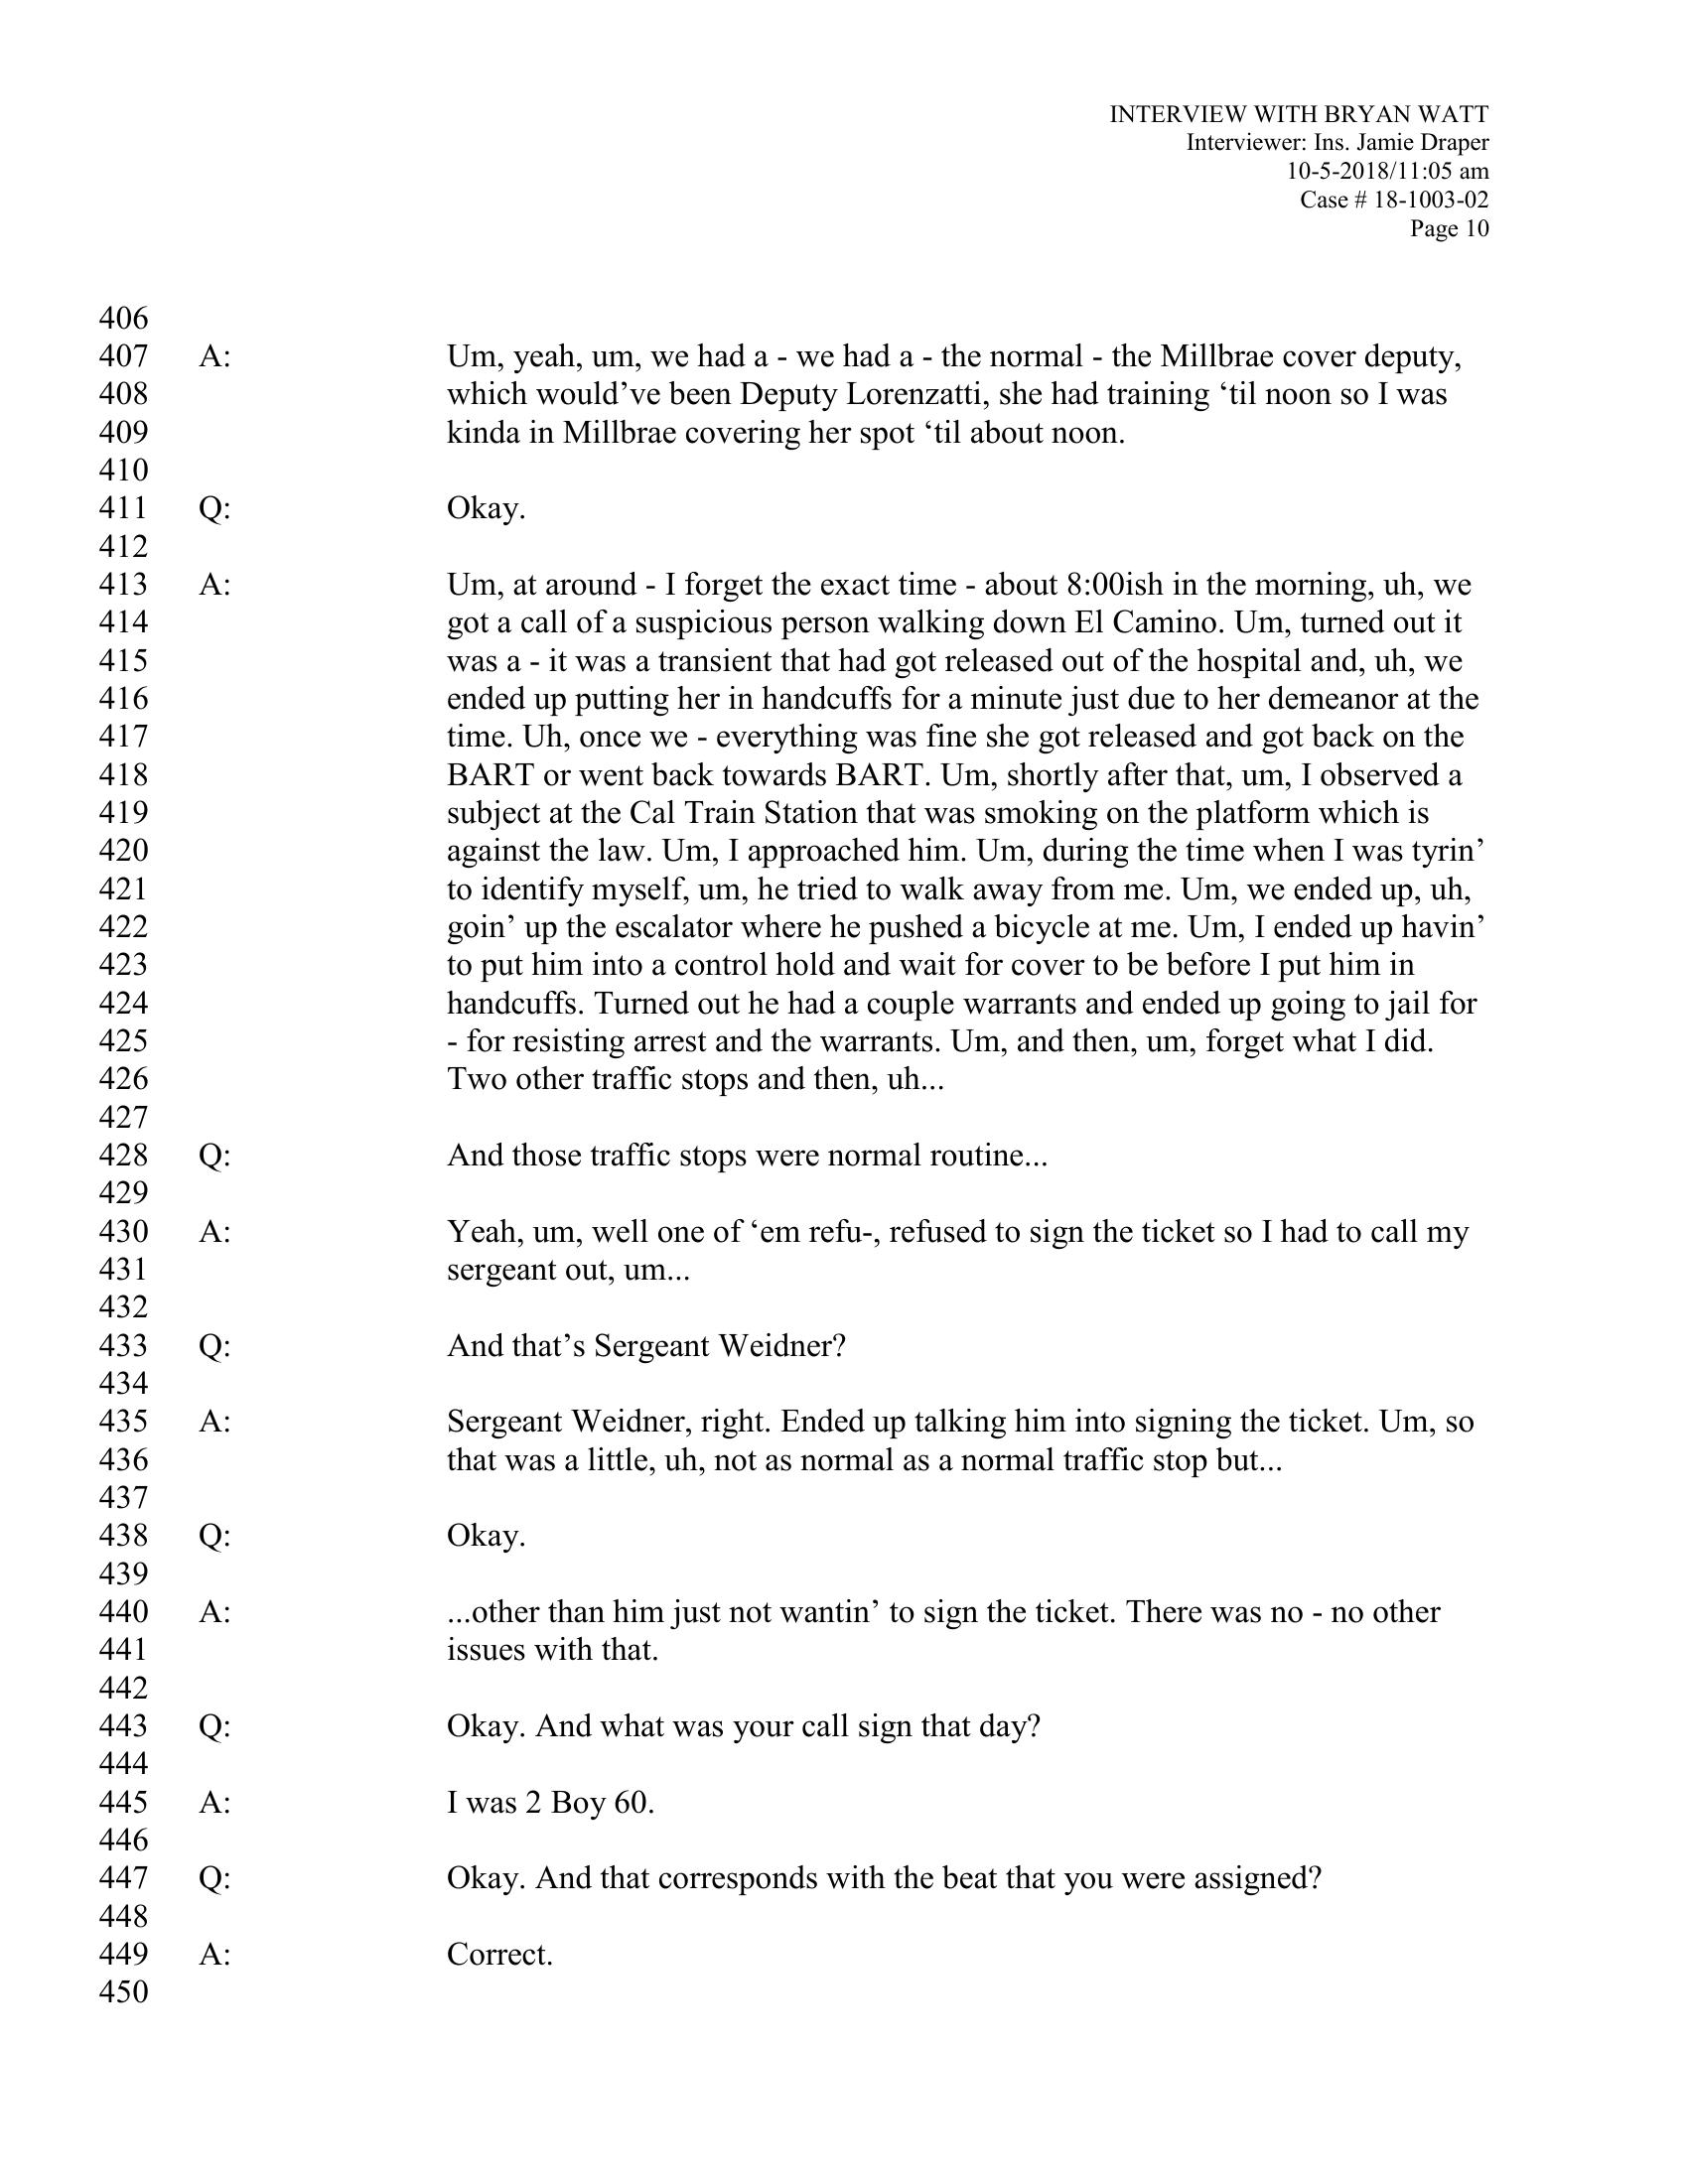 INTERVIEW WITH BRYAN WATT
Interviewer: Ins. Jamie Draper
10-5-2018/11:05 am
Case # 18-1003-02
Page 10
406
407 A: Um, yeah, um, we had a - we had a - the normal - the Millbrae cover deputy,
408 which would’ve been Deputy Lorenzatti, she had training ‘til noon so I was
409 kinda in Millbrae covering her spot ‘til about noon.
410
411 Q: Okay.
412
413 A: Um, at around - I forget the exact time - about 8:00ish in the morning, uh, we
414 got a call of a suspicious person walking down El Camino. Um, turned out it
415 was a - it was a transient that had got released out of the hospital and, uh, we
416 ended up putting her in handcuffs for a minute just due to her demeanor at the
417 time. Uh, once we - everything was fine she got released and got back on the
418 BART or went back towards BART. Um, shortly after that, um, I observed a
419 subject at the Cal Train Station that was smoking on the platform which is
420 against the law. Um, I approached him. Um, during the time when I was tyrin’
421 to identify myself, um, he tried to walk away from me. Um, we ended up, uh,
422 goin’ up the escalator where he pushed a bicycle at me. Um, I ended up havin’
423 to put him into a control hold and wait for cover to be before I put him in
424 handcuffs. Turned out he had a couple warrants and ended up going to jail for
425 - for resisting arrest and the warrants. Um, and then, um, forget what I did.
426 Two other traffic stops and then, uh...
427
428 Q: And those traffic stops were normal routine...
429
430 A: Yeah, um, well one of ‘em refu-, refused to sign the ticket so I had to call my
431 sergeant out, um...
432
433 Q: And that’s Sergeant Weidner?
434
435 A: Sergeant Weidner, right. Ended up talking him into signing the ticket. Um, so
436 that was a little, uh, not as normal as a normal traffic stop but...
437
438 Q: Okay.
439
440 A: ...other than him just not wantin’ to sign the ticket. There was no - no other
441 issues with that.
442
443 Q: Okay. And what was your call sign that day?
444
445 A: I was 2 Boy 60.
446
447 Q: Okay. And that corresponds with the beat that you were assigned?
448
449 A: Correct.
450